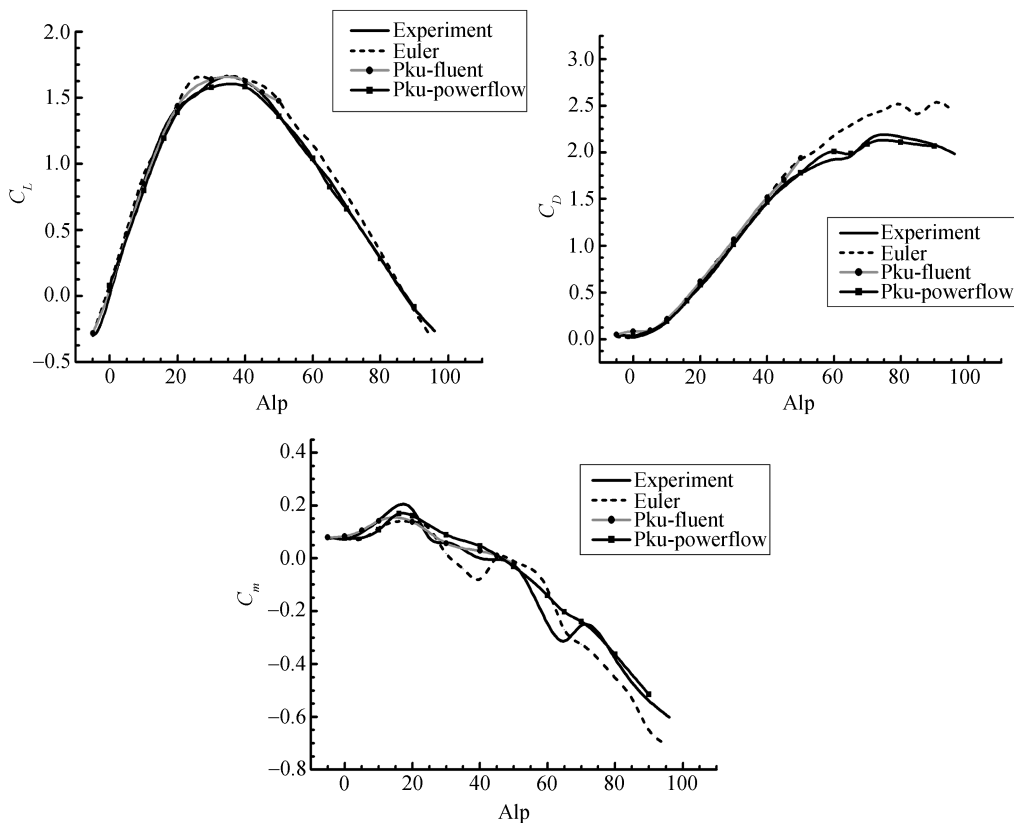 2.0
1.5
1.0
0.5
0.0
−0.5
C_L
0 20 40 60 80 100
Alp
Experiment
Euler
Pku-fluent
Pku-powerflow
3.0
2.5
2.0
1.5
1.0
0.5
0.0
C_D
0 20 40 60 80 100
Alp
Experiment
Euler
Pku-fluent
Pku-powerflow
0.4
0.2
0.0
−0.2
−0.4
−0.6
−0.8
C_m
0 20 40 60 80 100
Alp
Experiment
Euler
Pku-fluent
Pku-powerflow